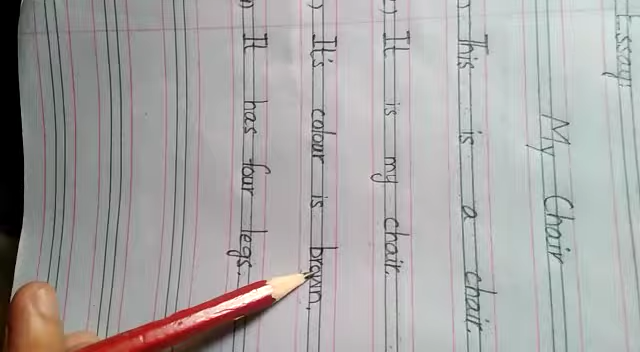 Essay:
My Chair
This is a chair.
It is my chair.
It's colour is brown.
It has four legs.